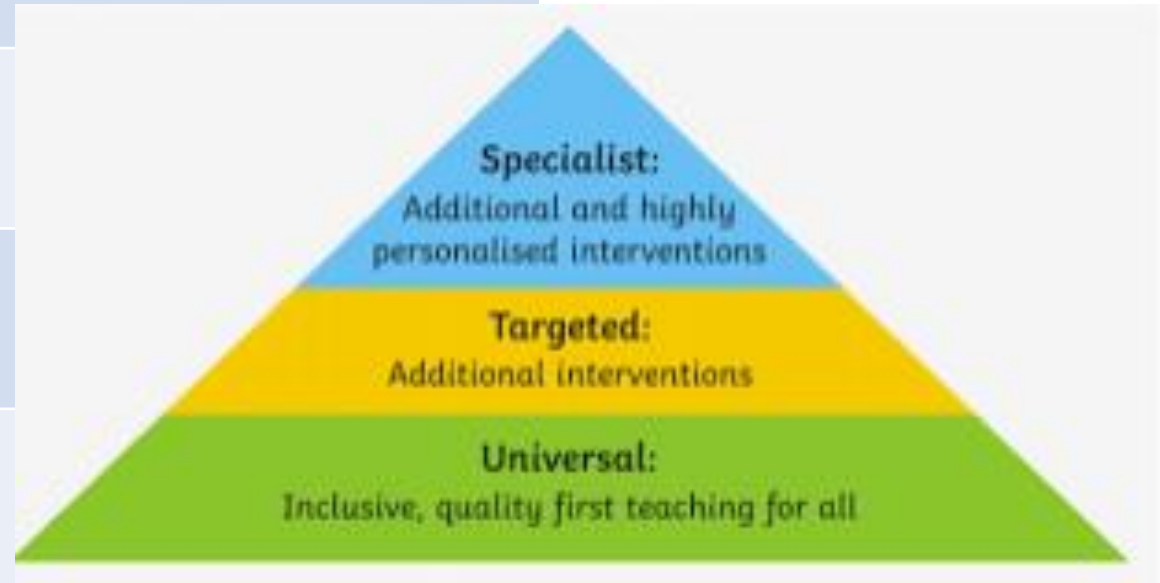 Specialist:
Additional and highly
personalised interventions
Targeted:
Additional interventions
Universal:
Inclusive, quality first teaching for all